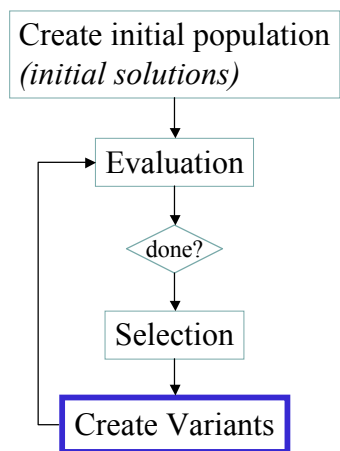 Create initial population
(initial solutions)
Evaluation
done?
Selection
Create Variants